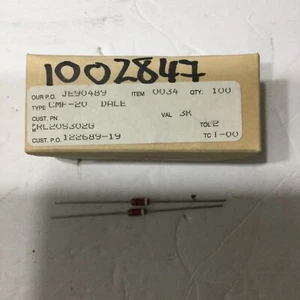 1002847
OUR P.O. JE90489 ITEM 0034 QTY. 100
TYPE CMF-20 DALE
CUST. PN VAL 3K
RL20S302G TOL 2
CUST. P.O. 122689-19 TC T-00